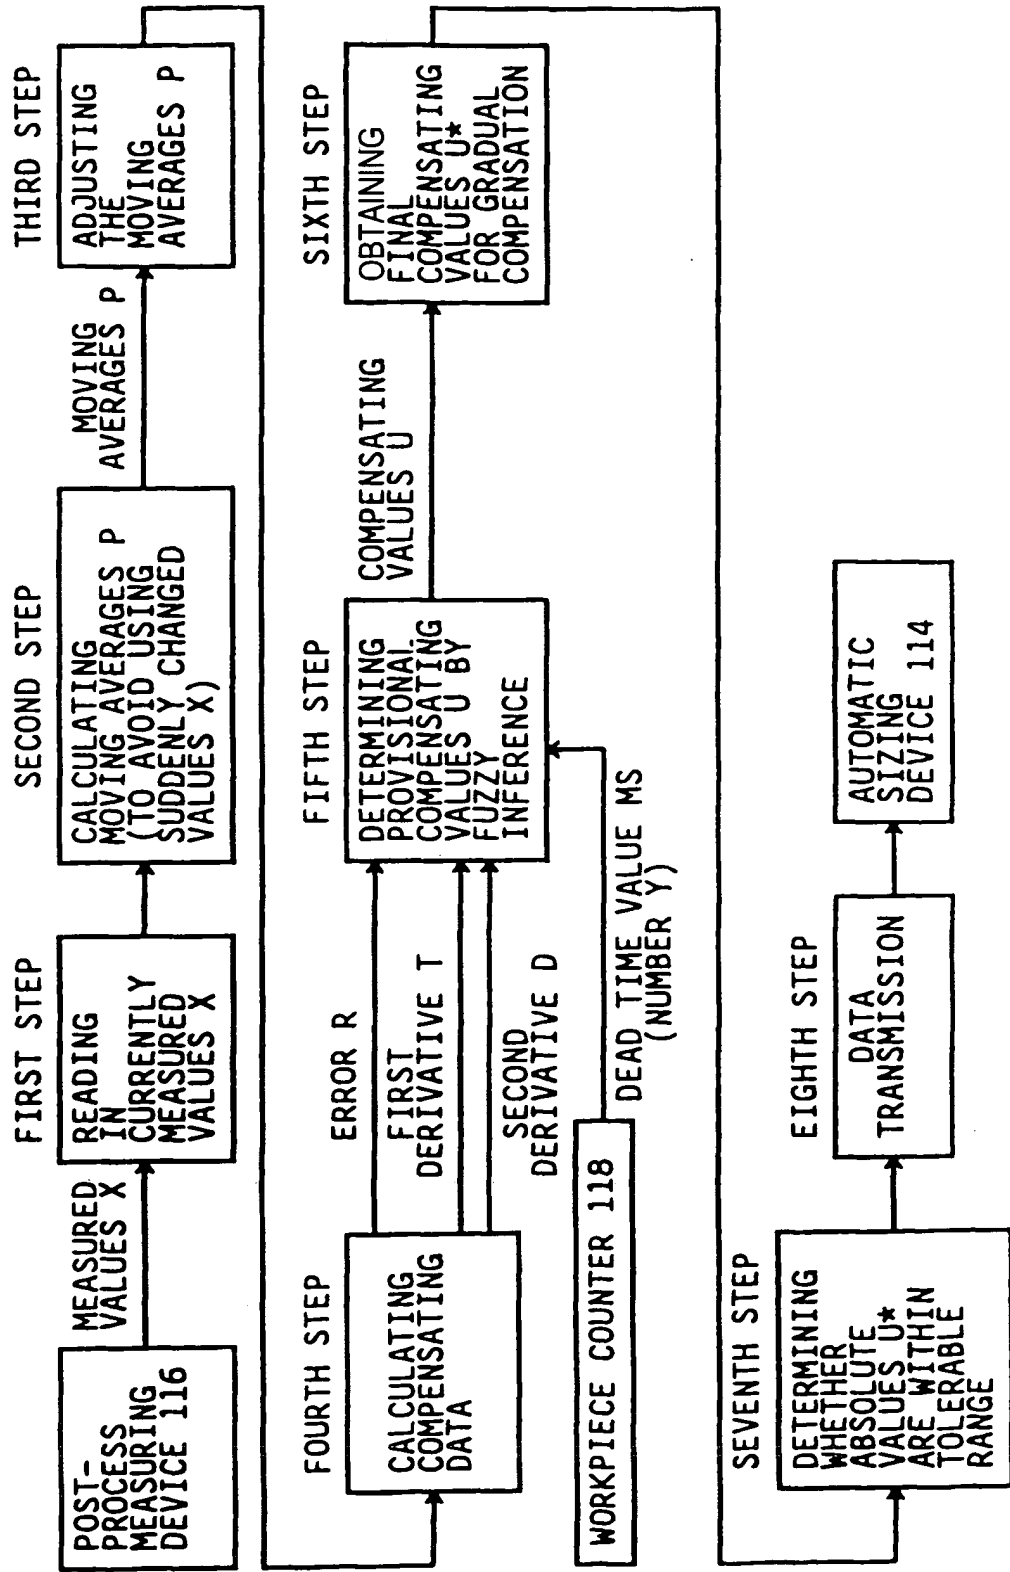 POST-
PROCESS
MEASURING
DEVICE 116
MEASURED
VALUES X
FIRST STEP
READING
IN
CURRENTLY
MEASURED
VALUES X
SECOND STEP
CALCULATING
MOVING AVERAGES P
(TO AVOID USING
SUDDENLY CHANGED
VALUES X)
MOVING
AVERAGES P
THIRD STEP
ADJUSTING
THE
MOVING
AVERAGES P
FOURTH STEP
CALCULATING
COMPENSATING
DATA
ERROR R
FIRST
DERIVATIVE T
SECOND
DERIVATIVE D
WORKPIECE COUNTER 118
DEAD TIME VALUE MS
(NUMBER Y)
FIFTH STEP
DETERMINING
PROVISIONAL
COMPENSATING
VALUES U BY
FUZZY
INFERENCE
COMPENSATING
VALUES U
SIXTH STEP
OBTAINING
FINAL
COMPENSATING
VALUES U*
FOR GRADUAL
COMPENSATION
SEVENTH STEP
DETERMINING
WHETHER
ABSOLUTE
VALUES U*
ARE WITHIN
TOLERABLE
RANGE
EIGHTH STEP
DATA
TRANSMISSION
AUTOMATIC
SIZING
DEVICE 114